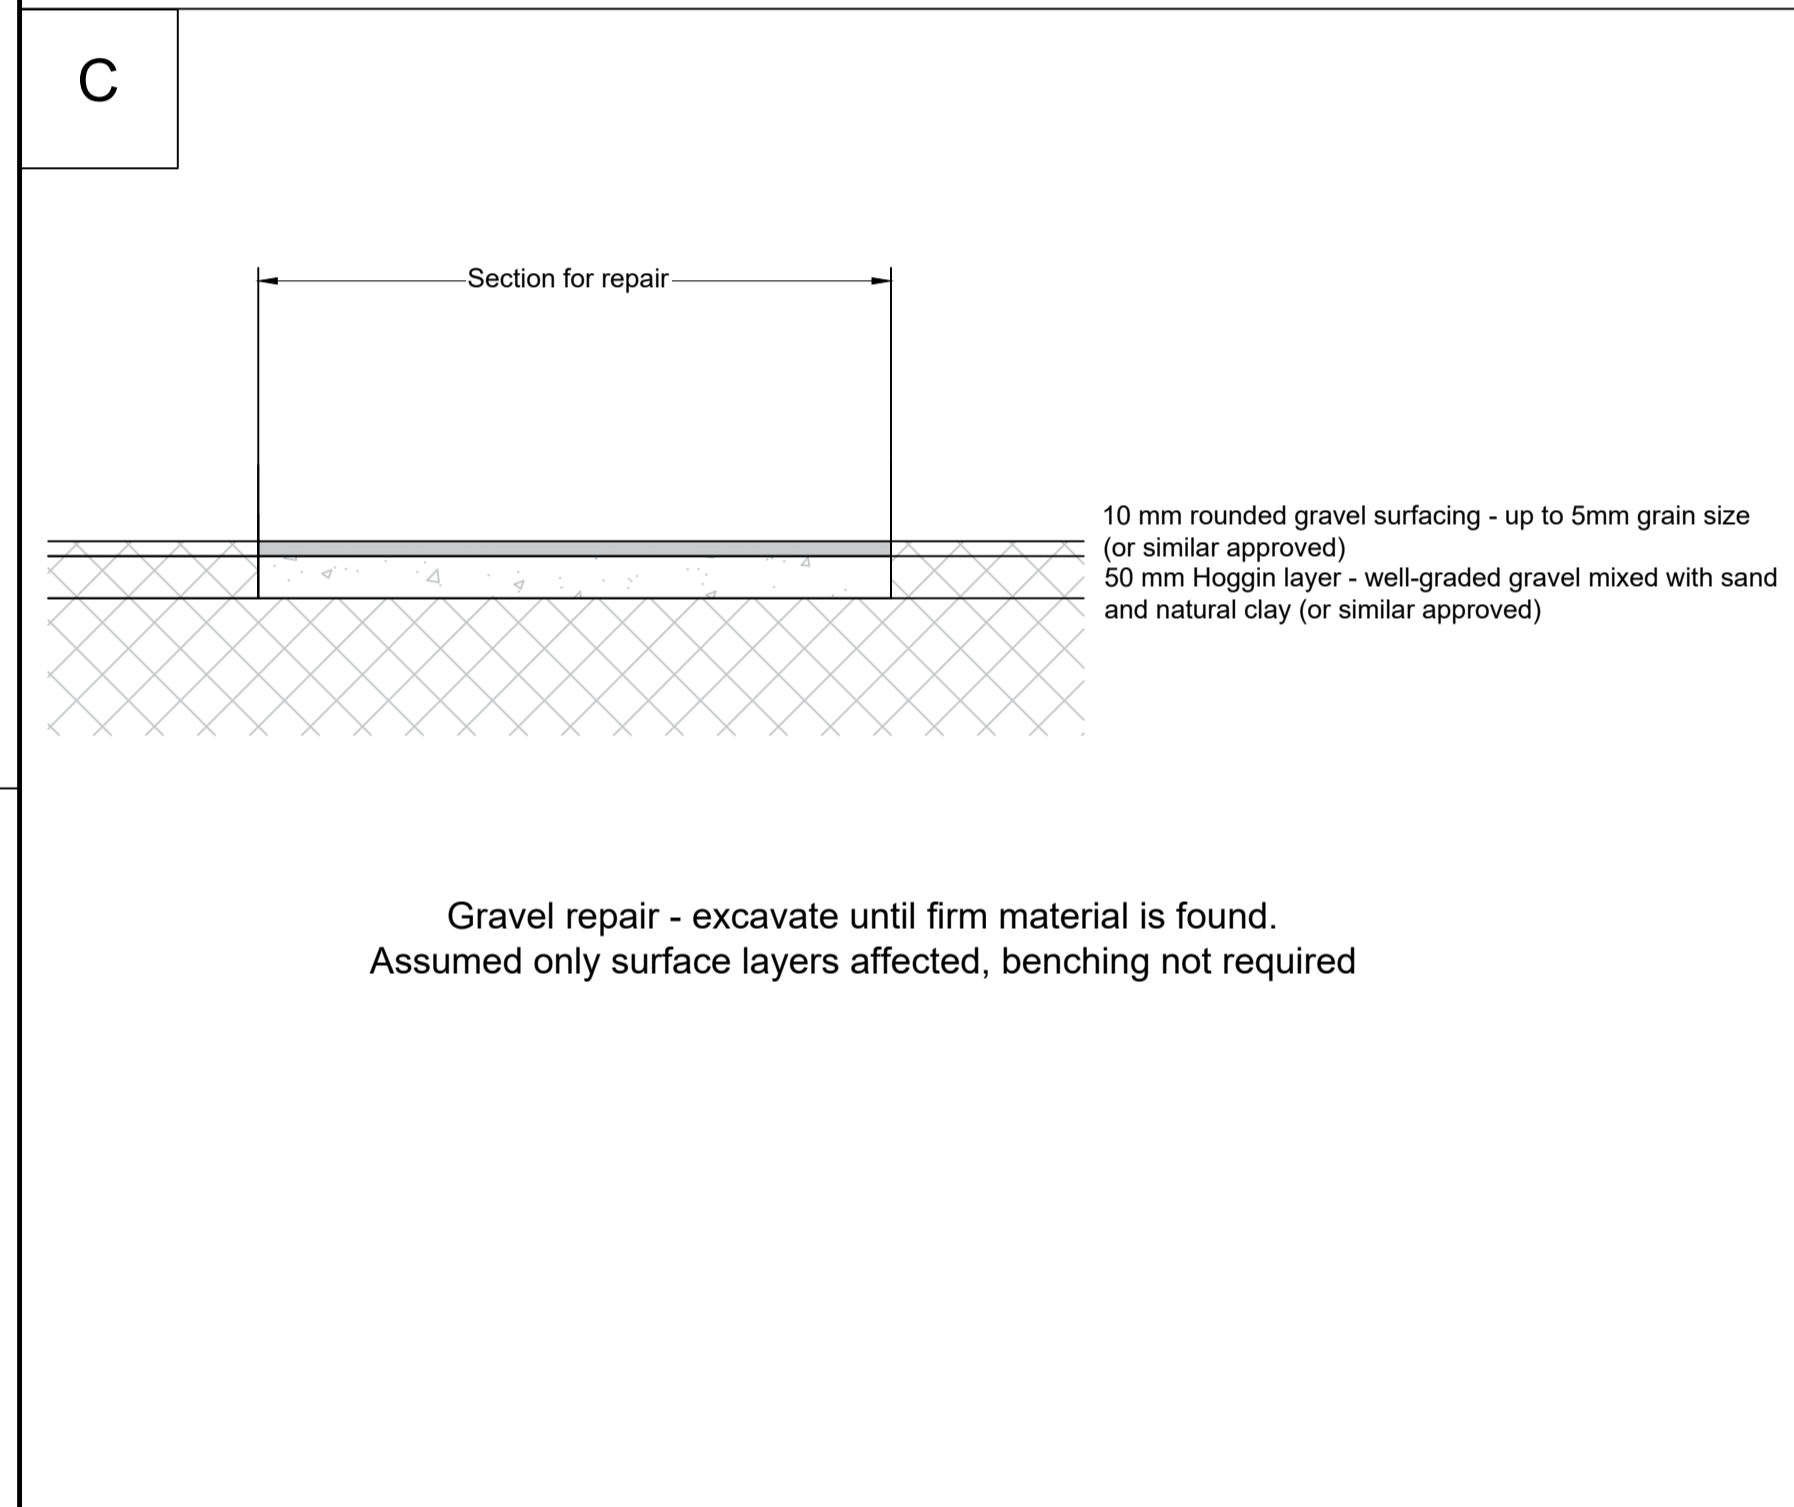 C
Section for repair
10 mm rounded gravel surfacing - up to 5mm grain size
(or similar approved)
50 mm Hoggin layer - well-graded gravel mixed with sand
and natural clay (or similar approved)
Gravel repair - excavate until firm material is found.
Assumed only surface layers affected, benching not required